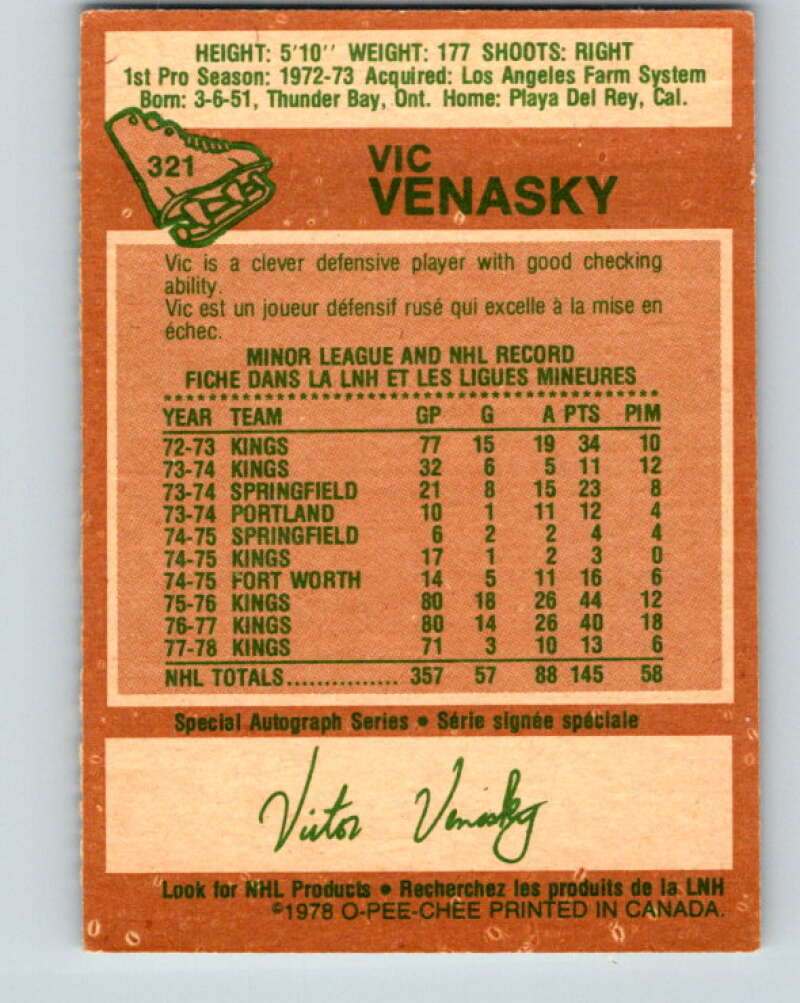 HEIGHT: 5'10'' WEIGHT: 177 SHOOTS: RIGHT
1st Pro Season: 1972-73 Acquired: Los Angeles Farm System
Born: 3-6-51, Thunder Bay, Ont. Home: Playa Del Rey, Cal.
321
VIC
VENASKY
Vic is a clever defensive player with good checking
ability.
Vic est un joueur défensif rusé qui excelle à la mise en
échec.
MINOR LEAGUE AND NHL RECORD
FICHE DANS LA LNH ET LES LIGUES MINEURES
YEAR TEAM GP G A PTS PIM
72-73 KINGS 77 15 19 34 10
73-74 KINGS 32 6 5 11 12
73-74 SPRINGFIELD 21 8 15 23 8
73-74 PORTLAND 10 1 11 12 4
74-75 SPRINGFIELD 6 2 2 4 4
74-75 KINGS 17 1 2 3 0
74-75 FORT WORTH 14 5 11 16 6
75-76 KINGS 80 18 26 44 12
76-77 KINGS 80 14 26 40 18
77-78 KINGS 71 3 10 13 6
NHL TOTALS............... 357 57 88 145 58
Special Autograph Series • Série signée spéciale
Victor Venasky
Look for NHL Products • Recherchez les produits de la LNH
©1978 O-PEE-CHEE PRINTED IN CANADA.